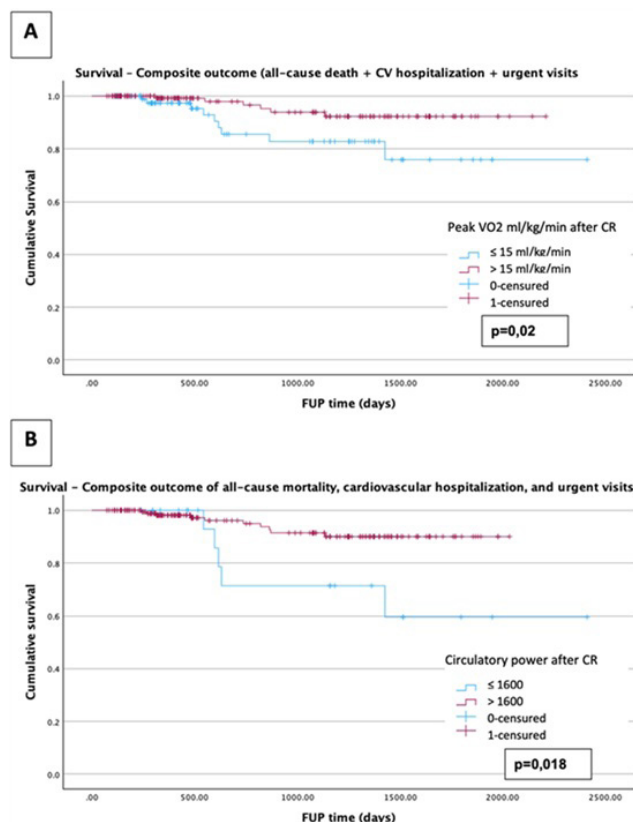 A
Survival – Composite outcome (all-cause death + CV hospitalization + urgent visits
Cumulative Survival
1.0
0.8
0.6
0.4
0.2
0.0
Peak VO2 ml/kg/min after CR
≤ 15 ml/kg/min
> 15 ml/kg/min
0-censured
1-censured
p=0,02
.00 500.00 1000.00 1500.00 2000.00 2500.00
FUP time (days)
B
Survival – Composite outcome of all-cause mortality, cardiovascular hospitalization, and urgent visits
Cumulative survival
1.0
0.8
0.6
0.4
0.2
0.0
Circulatory power after CR
≤ 1600
> 1600
0-censured
1-censured
p=0,018
.00 500.00 1000.00 1500.00 2000.00 2500.00
FUP time (days)